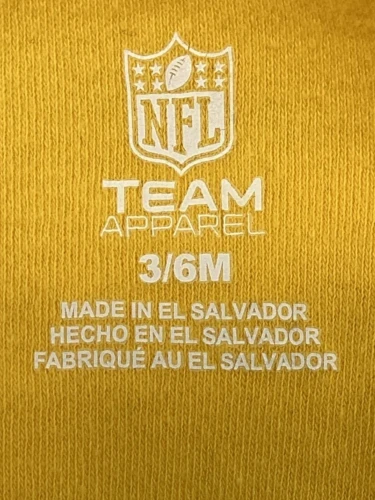 NFL
TEAM
APPAREL
3/6M
MADE IN EL SALVADOR
HECHO EN EL SALVADOR
FABRIQUÉ AU EL SALVADOR